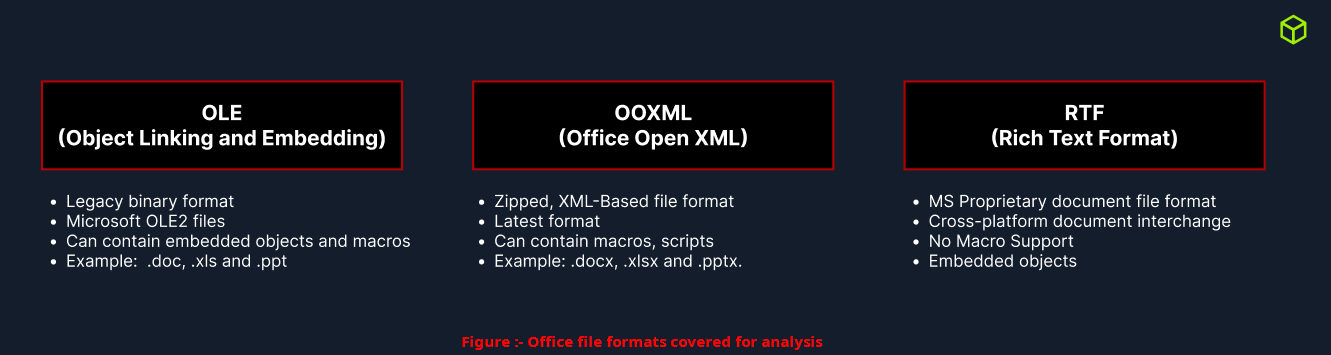 OLE
(Object Linking and Embedding)
• Legacy binary format
• Microsoft OLE2 files
• Can contain embedded objects and macros
• Example:  .doc, .xls and .ppt
OOXML
(Office Open XML)
• Zipped, XML-Based file format
• Latest format
• Can contain macros, scripts
• Example: .docx, .xlsx and .pptx.
RTF
(Rich Text Format)
• MS Proprietary document file format
• Cross-platform document interchange
• No Macro Support
• Embedded objects
Figure :- Office file formats covered for analysis